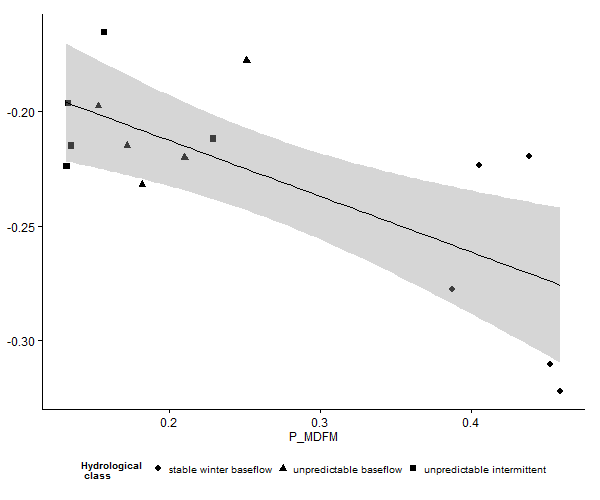 -0.20
-0.25
-0.30
0.2 0.3 0.4
P_MDFM
Hydrological
class
stable winter baseflow unpredictable baseflow unpredictable intermittent